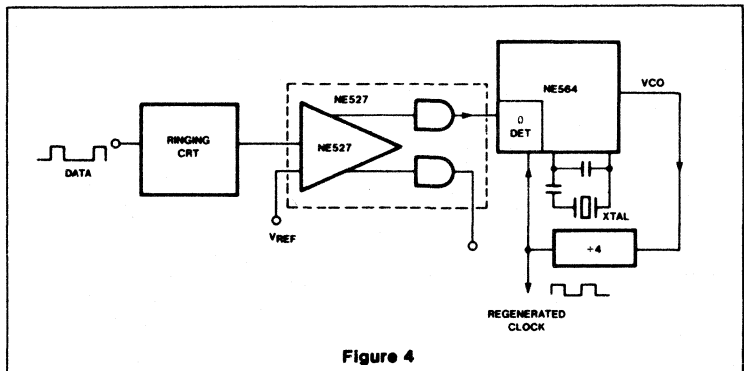 DATA
RINGING
CRT
NE527
NE527
VREF
NE564
0
DET
VCO
XTAL
÷4
REGENERATED
CLOCK
Figure 4